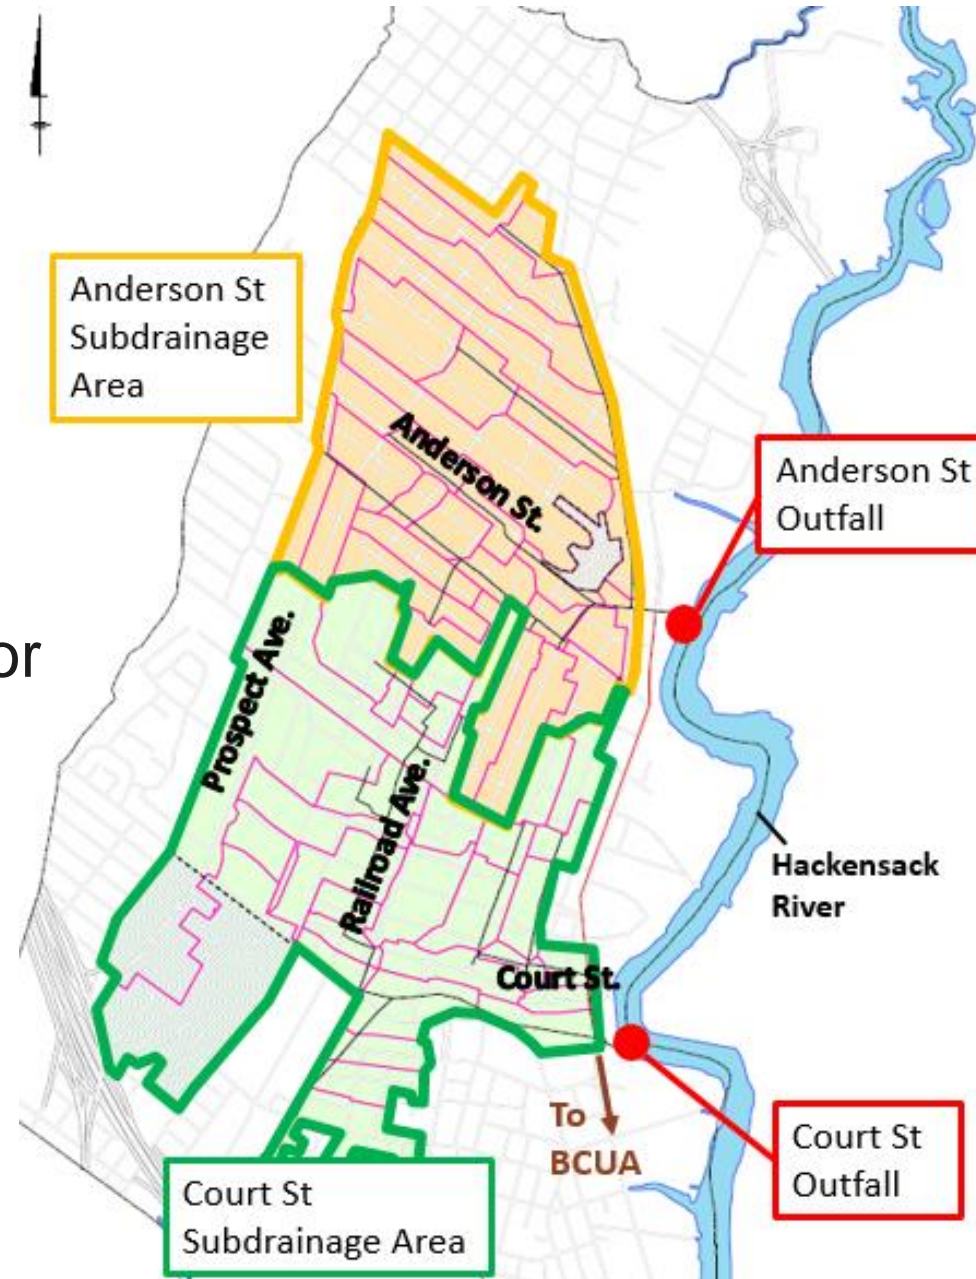 Anderson St
Subdrainage
Area
Anderson St.
Anderson St
Outfall
or
Prospect Ave.
Railroad Ave.
Hackensack
River
Court St.
To
BCUA
Court St
Outfall
Court St
Subdrainage Area